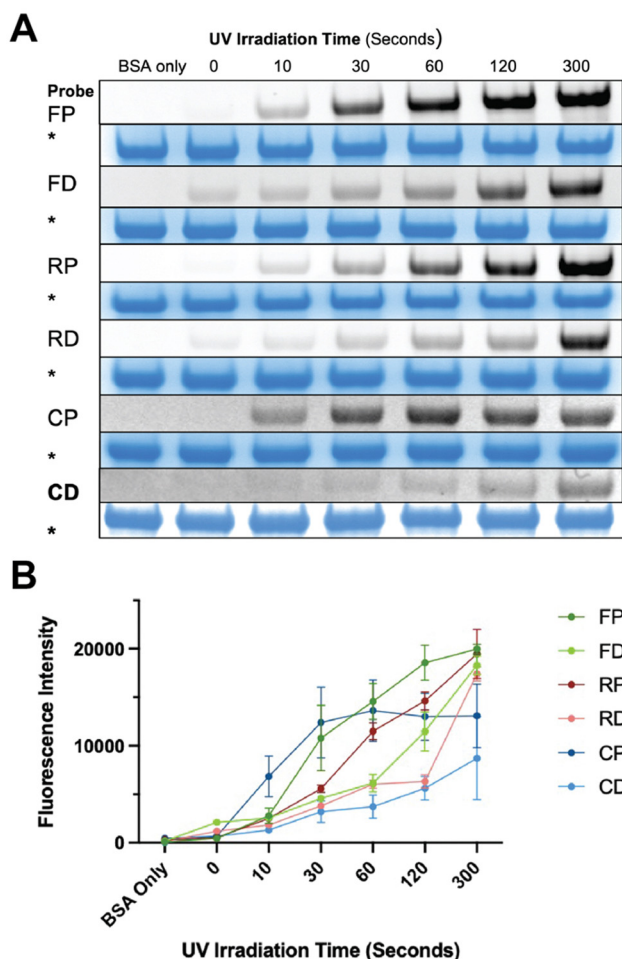 A
UV Irradiation Time (Seconds)
BSA only 0 10 30 60 120 300
Probe
FP
*
FD
*
RP
*
RD
*
CP
*
CD
*
B
Fluorescence Intensity
20000
10000
0
BSA Only 0 10 30 60 120 300
UV Irradiation Time (Seconds)
FP
FD
RP
RD
CP
CD